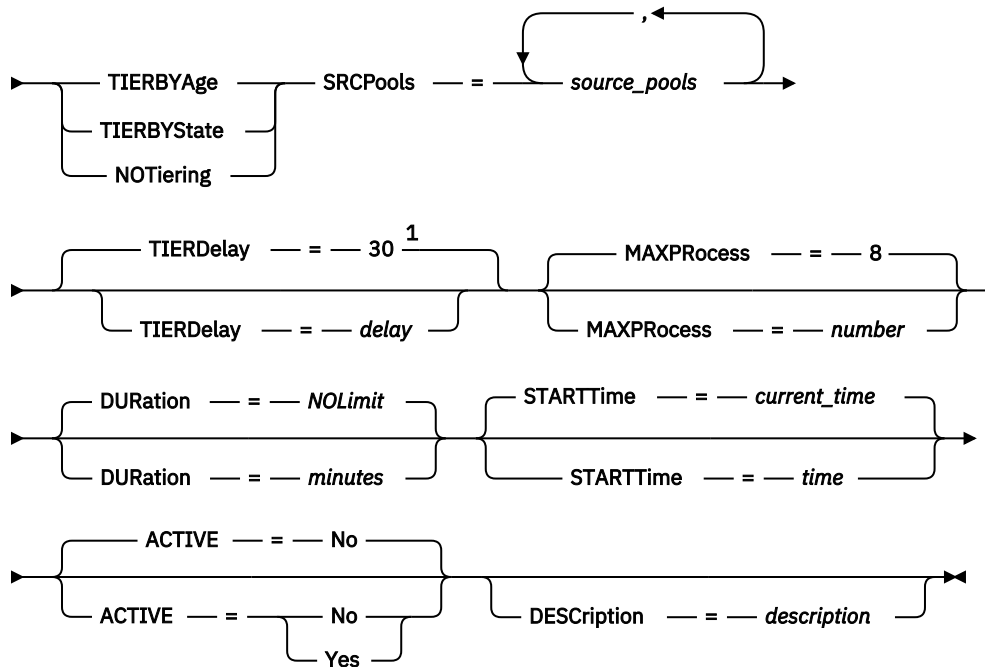 ,
TIERBYAge SRCPools = source_pools
TIERBYState
NOTiering
TIERDelay = 30 1 MAXPRocess = 8
TIERDelay = delay MAXPRocess = number
DURation = NOLimit STARTTime = current_time
DURation = minutes STARTTime = time
ACTIVE = No
ACTIVE = No DESCription = description
Yes